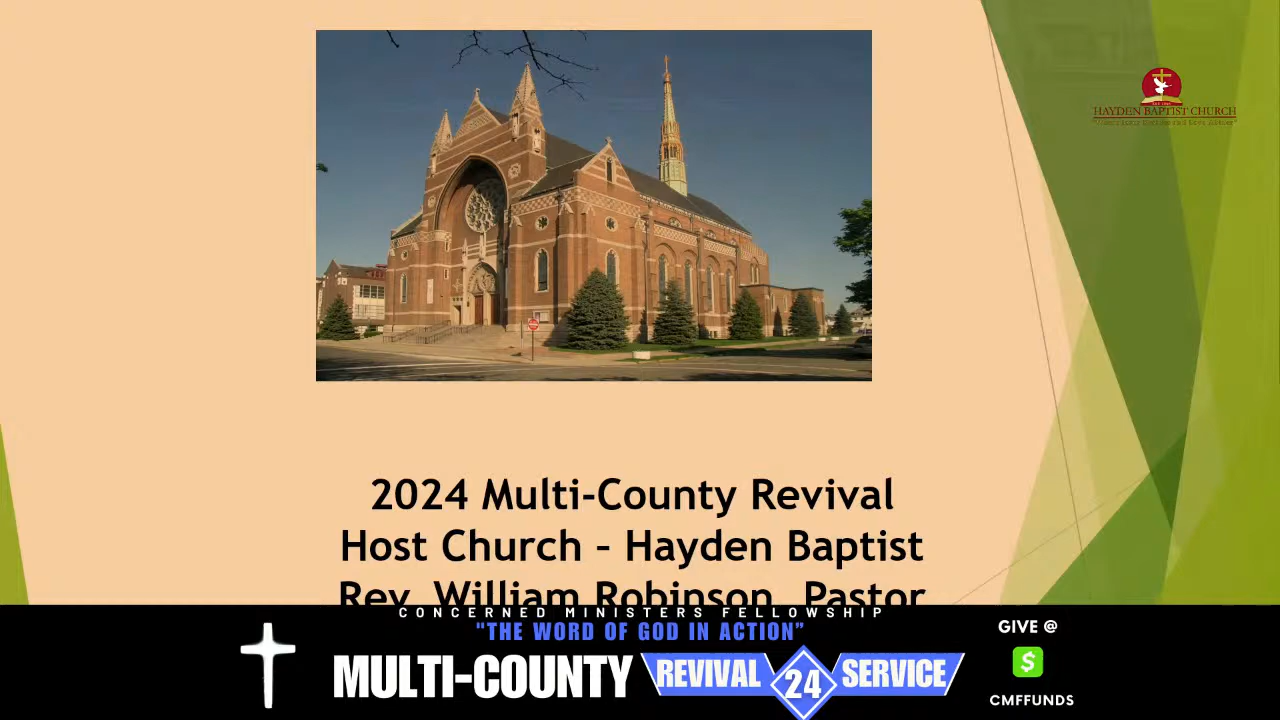 HAYDEN BAPTIST CHURCH
2024 Multi-County Revival
Host Church – Hayden Baptist
Rev. William Robinson, Pastor
CONCERNED MINISTERS FELLOWSHIP
"THE WORD OF GOD IN ACTION”
MULTI-COUNTY REVIVAL 24 SERVICE
GIVE @
$
CMFFUNDS